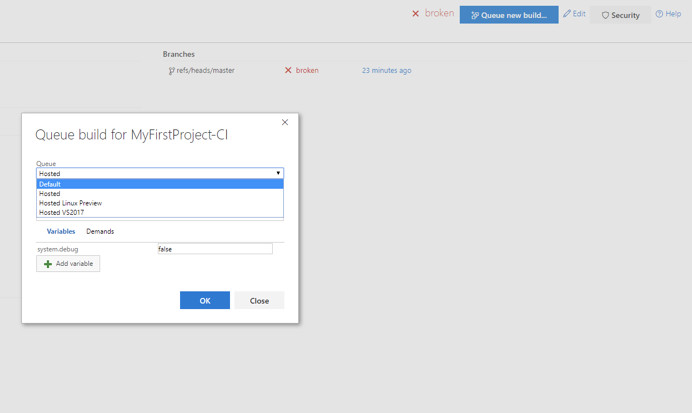 broken Queue new build... Edit Security Help
Branches
refs/heads/master broken 23 minutes ago
Queue build for MyFirstProject-CI
Queue
Hosted
Default
Hosted
Hosted Linux Preview
Hosted VS2017
Variables Demands
system.debug false
Add variable
OK Close